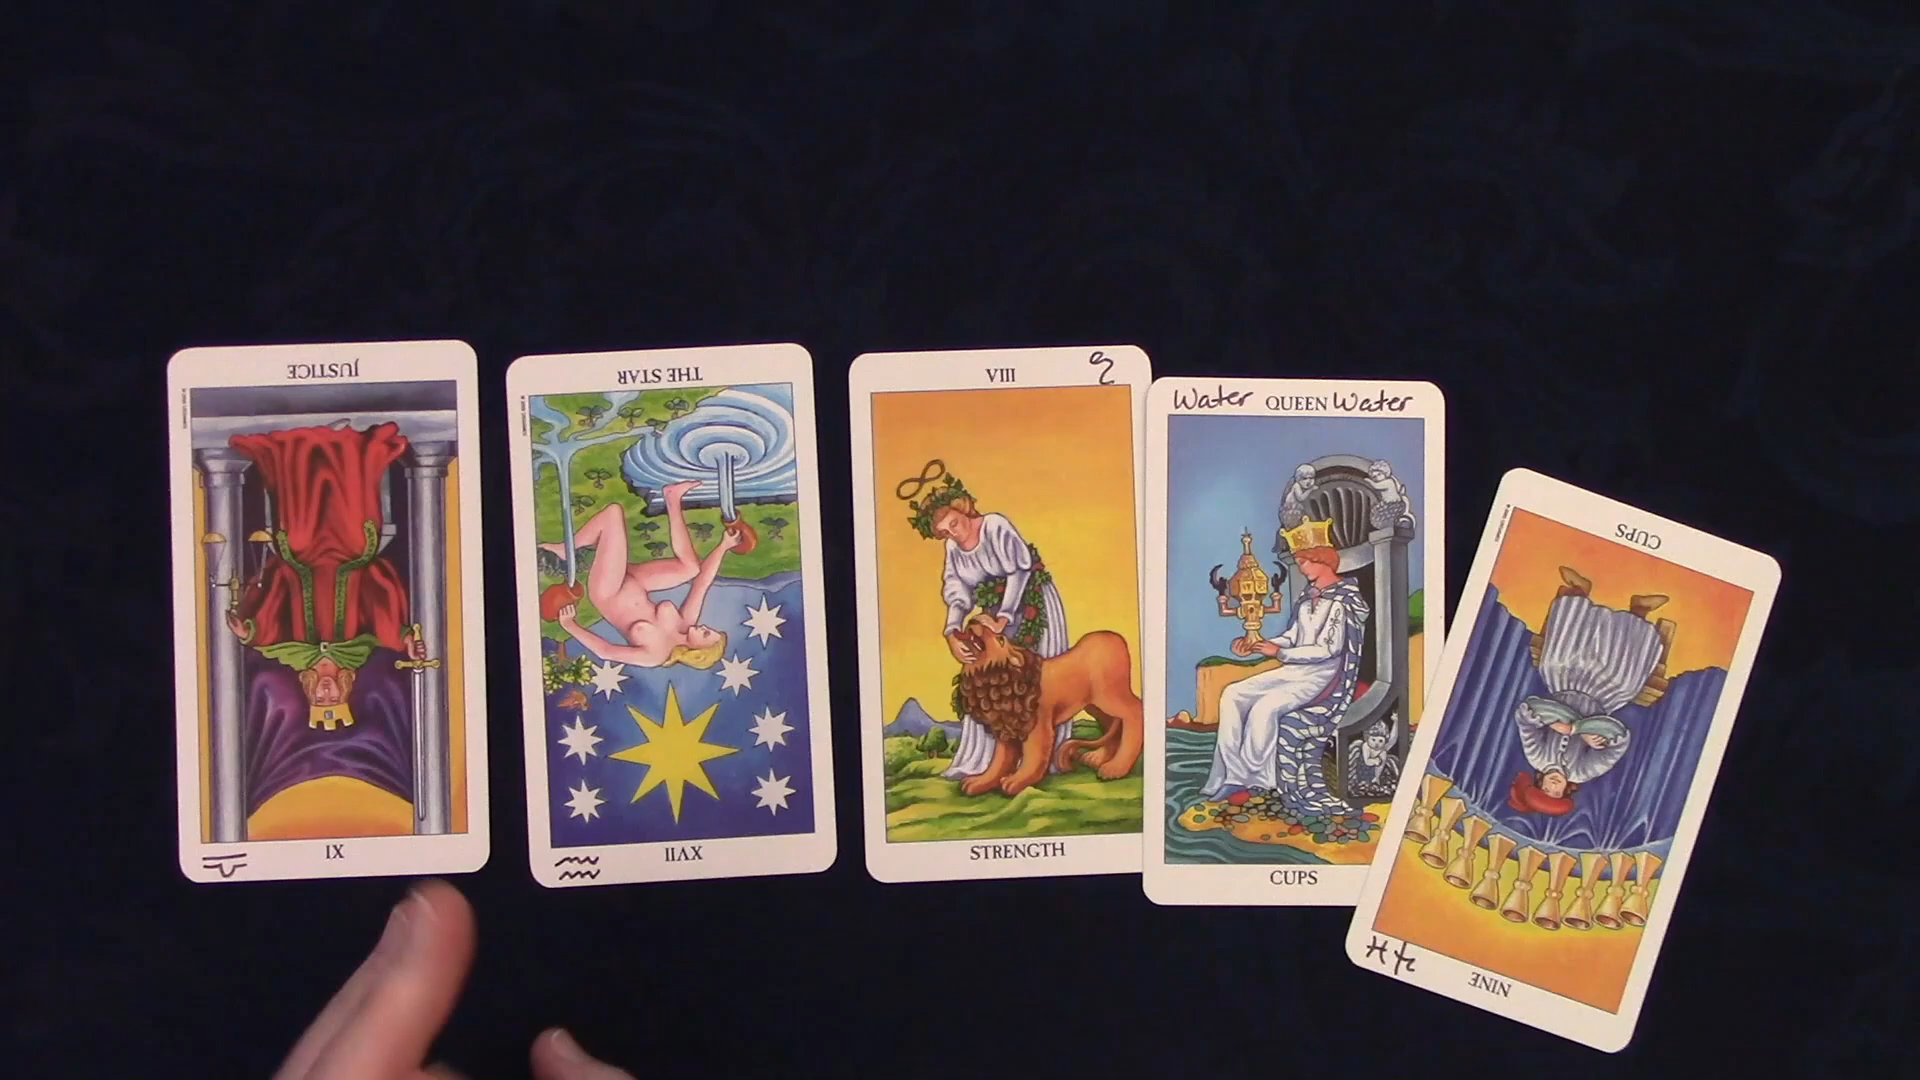 JUSTICE
XI
THE STAR
XVII
VIII
STRENGTH
Water QUEEN Water
CUPS
CUPS
NINE